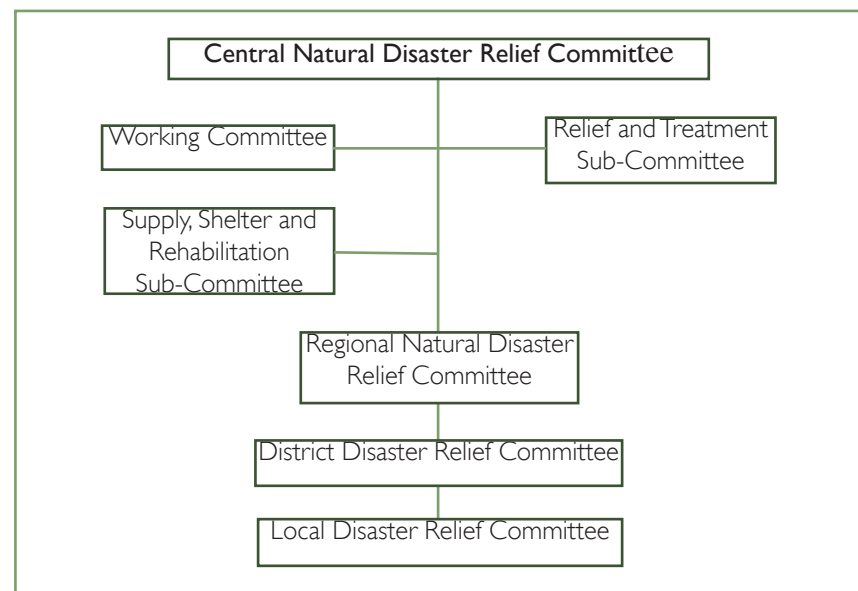 Central Natural Disaster Relief Committee
Working Committee
Relief and Treatment
Sub-Committee
Supply, Shelter and
Rehabilitation
Sub-Committee
Regional Natural Disaster
Relief Committee
District Disaster Relief Committee
Local Disaster Relief Committee